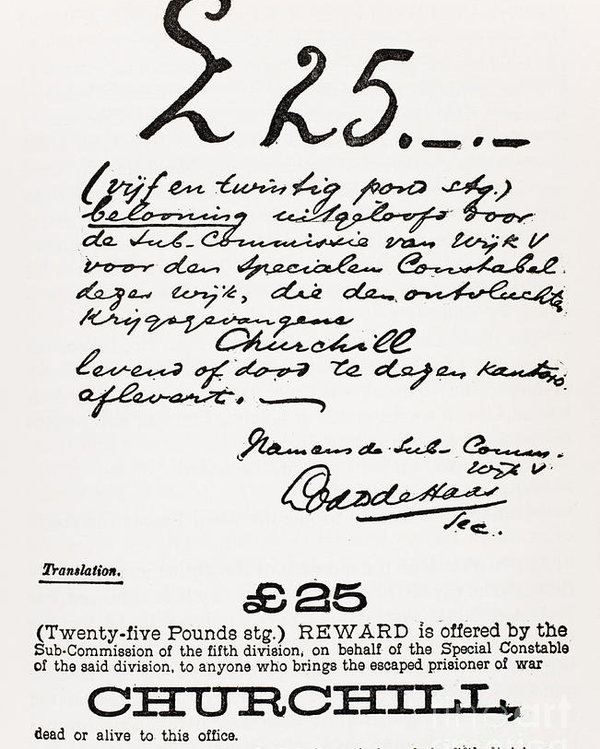 £25.—.—
(vijf en twintig pond stg.)
belooning uitgeloofd door
de Sub-Commissie van Wijk V
voor den Specialen Constabel
dezer wijk, die den ontvluchten
Krijgsgevangene
Churchill
levend of dood te dezen kantore
aflevert. —
Namens de Sub-Comm.
Wijk V
Lodk de Haas
Sec.
Translation.
£25
(Twenty-five Pounds stg.) REWARD is offered by the
Sub-Commission of the fifth division, on behalf of the Special Constable
of the said division, to anyone who brings the escaped prisioner of war
CHURCHILL,
dead or alive to this office.